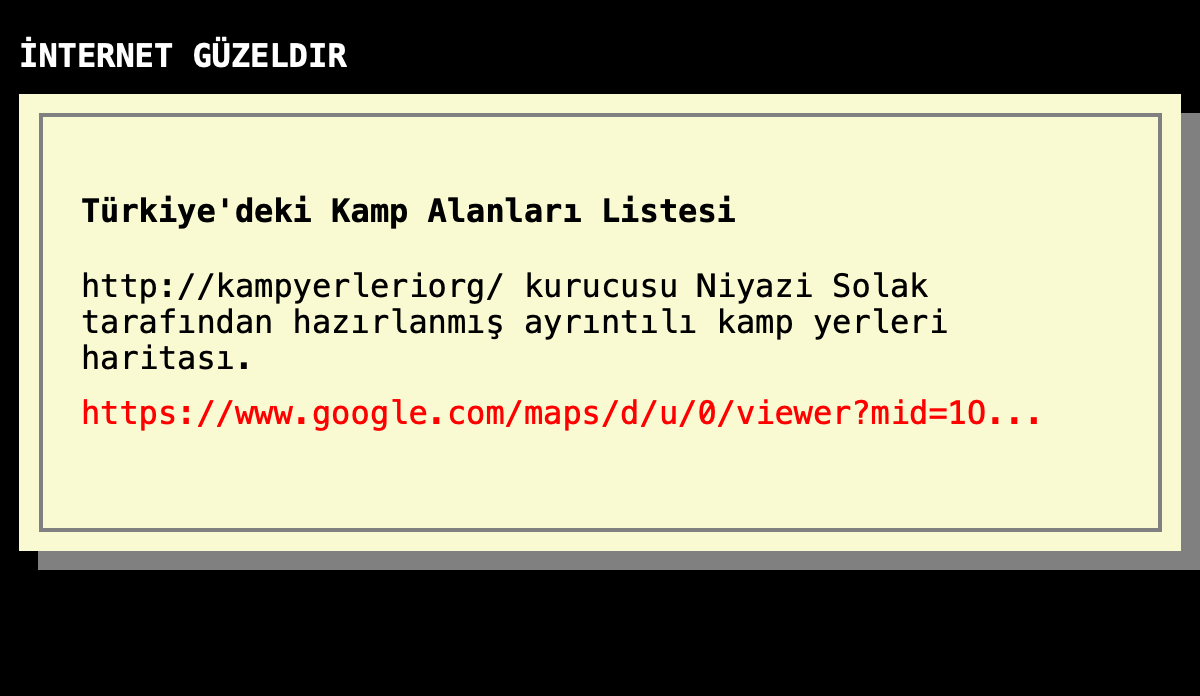 İNTERNET GÜZELDIR
Türkiye'deki Kamp Alanları Listesi
http://kampyerleriorg/ kurucusu Niyazi Solak
tarafından hazırlanmış ayrıntılı kamp yerleri
haritası.
https://www.google.com/maps/d/u/0/viewer?mid=1O...